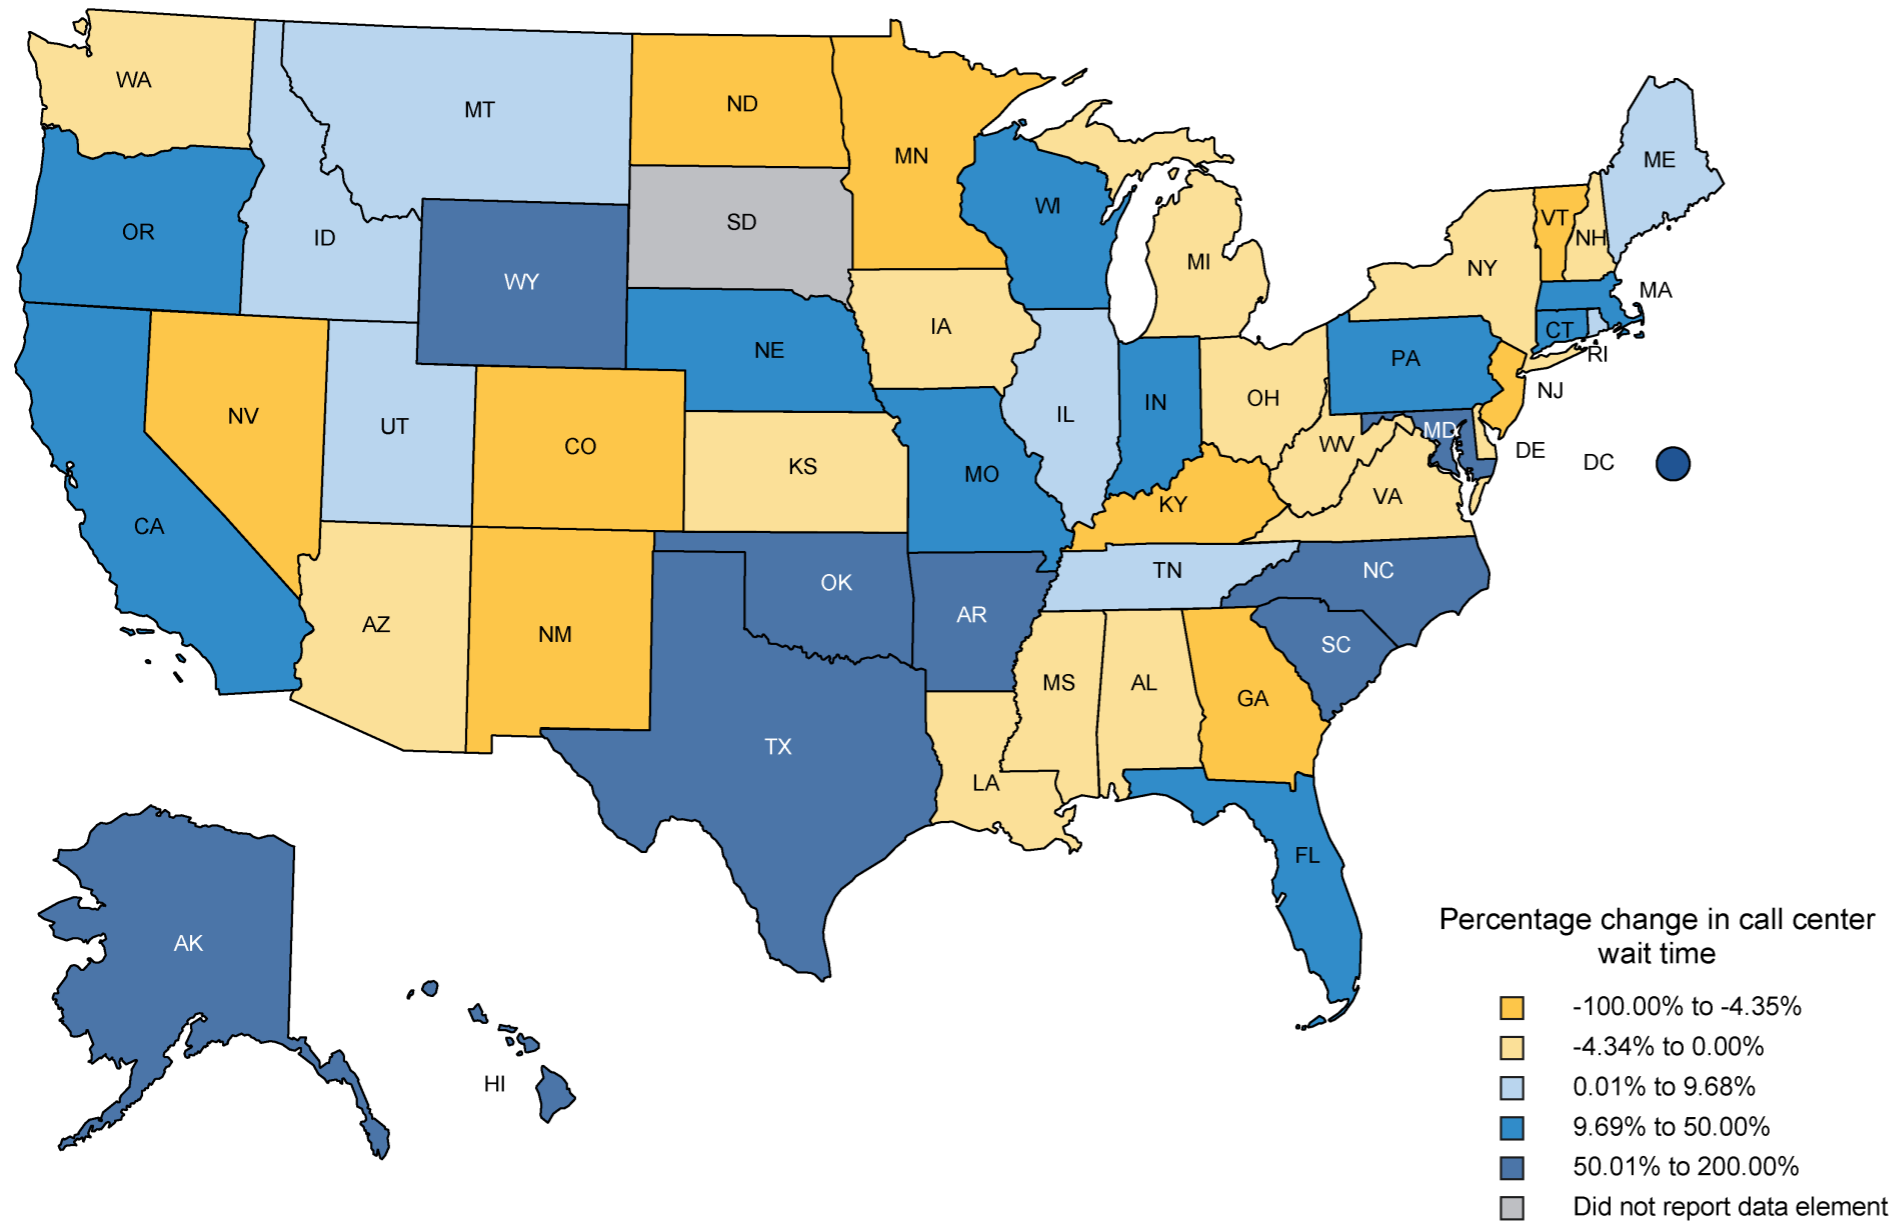 WA
MT
ND
MN
ME
OR
ID
SD
WI
VT
NH
WY
MI
NY
MA
IA
CT
NE
PA
RI
NV
UT
CO
IL
IN
OH
NJ
KS
MO
WV
MD
DE
DC
CA
KY
VA
OK
TN
NC
AZ
NM
AR
SC
MS
AL
GA
TX
LA
FL
AK
HI
Percentage change in call center
wait time
-100.00% to -4.35%
-4.34% to 0.00%
0.01% to 9.68%
9.69% to 50.00%
50.01% to 200.00%
Did not report data element